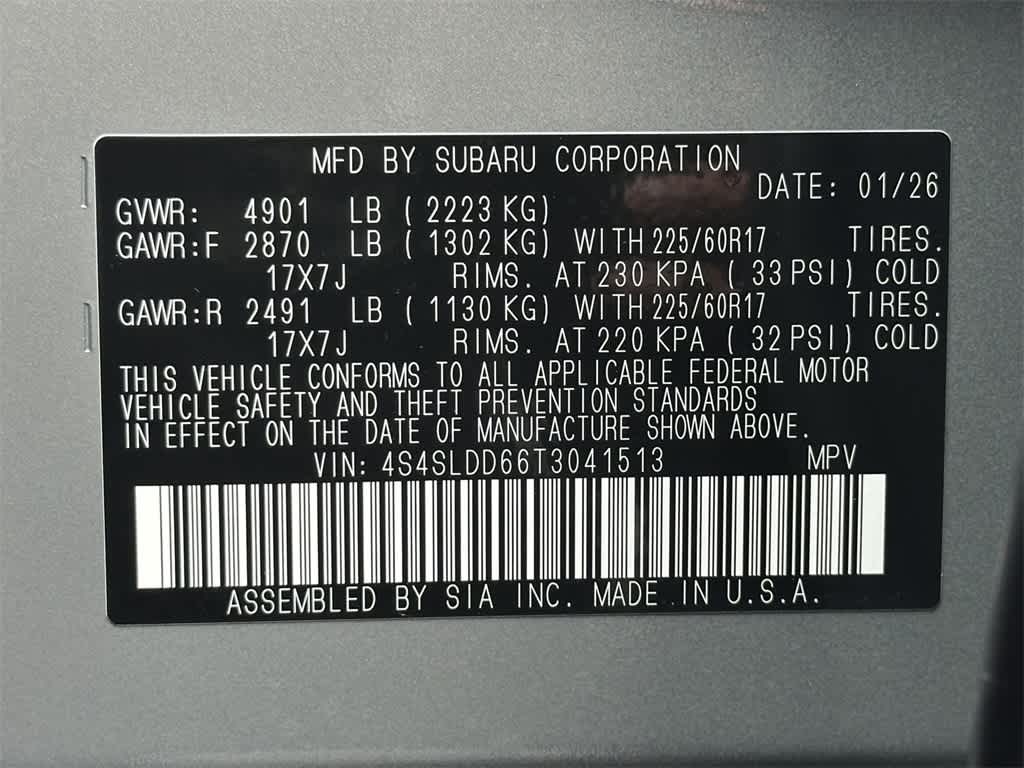 MFD BY SUBARU CORPORATION
DATE: 01/26
GVWR: 4901 LB ( 2223 KG)
GAWR:F 2870 LB ( 1302 KG) WITH 225/60R17 TIRES.
17X7J RIMS. AT 230 KPA ( 33 PSI) COLD
GAWR:R 2491 LB ( 1130 KG) WITH 225/60R17 TIRES.
17X7J RIMS. AT 220 KPA ( 32 PSI) COLD
THIS VEHICLE CONFORMS TO ALL APPLICABLE FEDERAL MOTOR
VEHICLE SAFETY AND THEFT PREVENTION STANDARDS
IN EFFECT ON THE DATE OF MANUFACTURE SHOWN ABOVE.
VIN: 4S4SLDD66T3041513 MPV
ASSEMBLED BY SIA INC. MADE IN U.S.A.